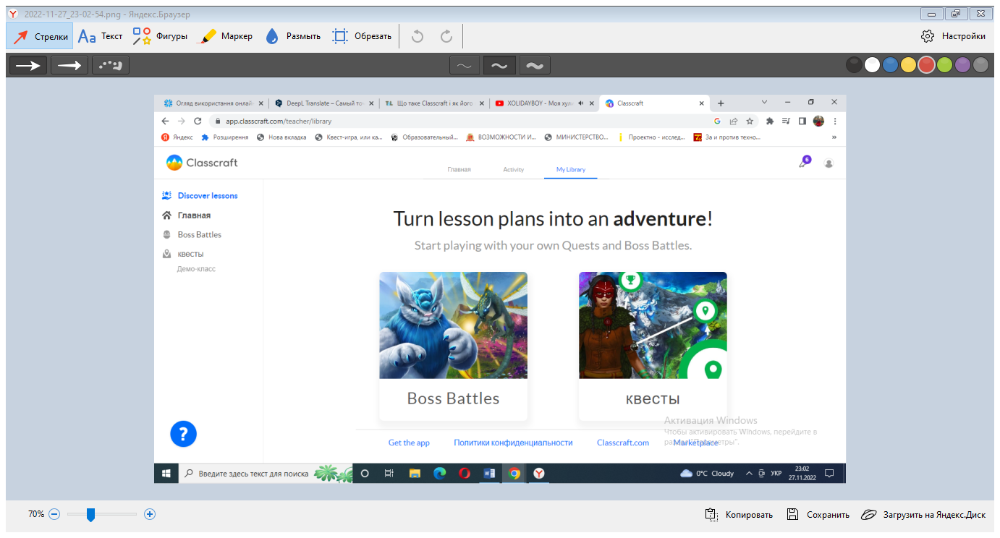 2022-11-27_23-02-54.png - Яндекс.Браузер
Стрелки Текст Фигуры Маркер Размыть Обрезать Настройки
Огляд використання онлай DeepL Translate – Самый то Що таке Classcraft і як його XOLIDAYBOY - Моя хули Classcraft
app.classcraft.com/teacher/library
Яндекс Розширення Нова вкладка Квест-игра, или ка... Образовательный... ВОЗМОЖНОСТИ И... МИНИСТЕРСТВО... Проектно - исслед... За и против техно... »
Classcraft
Главная Activity My Library
6
Discover lessons
Главная
Boss Battles
квесты
Демо-класс
Turn lesson plans into an adventure!
Start playing with your own Quests and Boss Battles.
Boss Battles квесты
Активация Windows
Чтобы активировать Windows, перейдите в
раздел "Параметры".
?
Get the app Политики конфиденциальности Classcraft.com Marketplace
Введите здесь текст для поиска
0°C Cloudy УКР 23:02
27.11.2022
70%
Копировать Сохранить Загрузить на Яндекс.Диск